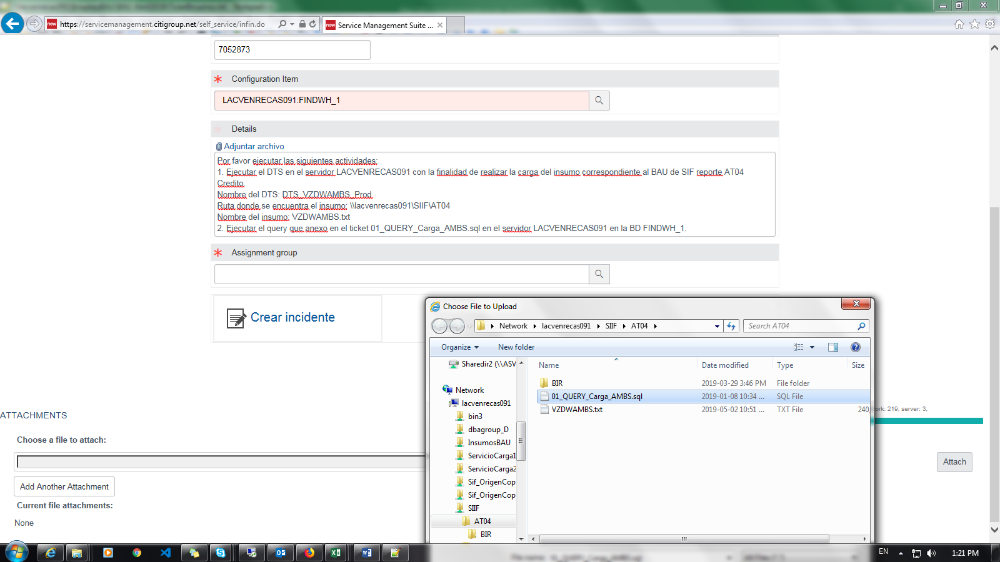 https://servicemanagement.citigroup.net/self_service/infin.do
now Service Management Suite ...
7052873
Configuration Item
LACVENRECAS091:FINDWH_1
Details
Adjuntar archivo
Por favor ejecutar las siguientes actividades:
1. Ejecutar el DTS en el servidor LACVENRECAS091 con la finalidad de realizar la carga del insumo correspondiente al BAU de SIF reporte AT04
Credito.
Nombre del DTS: DTS_VZDWAMBS_Prod.
Ruta donde se encuentra el insumo: \\lacvenrecas091\SIIF\AT04
Nombre del insumo: VZDWAMBS.txt
2. Ejecutar el query que anexo en el ticket 01_QUERY_Carga_AMBS.sql en el servidor LACVENRECAS091 en la BD FINDWH_1.
Assignment group
Crear incidente
Choose File to Upload
Network lacvenrecas091 SIIF AT04
Search AT04
Organize New folder
Name Date modified Type Size
Sharedir2 (\\ASV
Network
lacvenrecas091
bin3
dbagroup_D
InsumosBAU
ServicioCarga1
ServicioCarga2
Sif_OrigenCop
Sif_OrigenCop
SIIF
AT04
BIR
BIR 2019-03-29 3:46 PM File folder
01_QUERY_Carga_AMBS.sql 2019-01-08 10:34 ... SQL File
VZDWAMBS.txt 2019-05-02 10:51 ... TXT File 240,
ork: 219, server: 3,
ATTACHMENTS
Choose a file to attach:
Attach
Add Another Attachment
Current file attachments:
None
File name: 01_QUERY_Carga_AMBS.sql
EN
1:21 PM